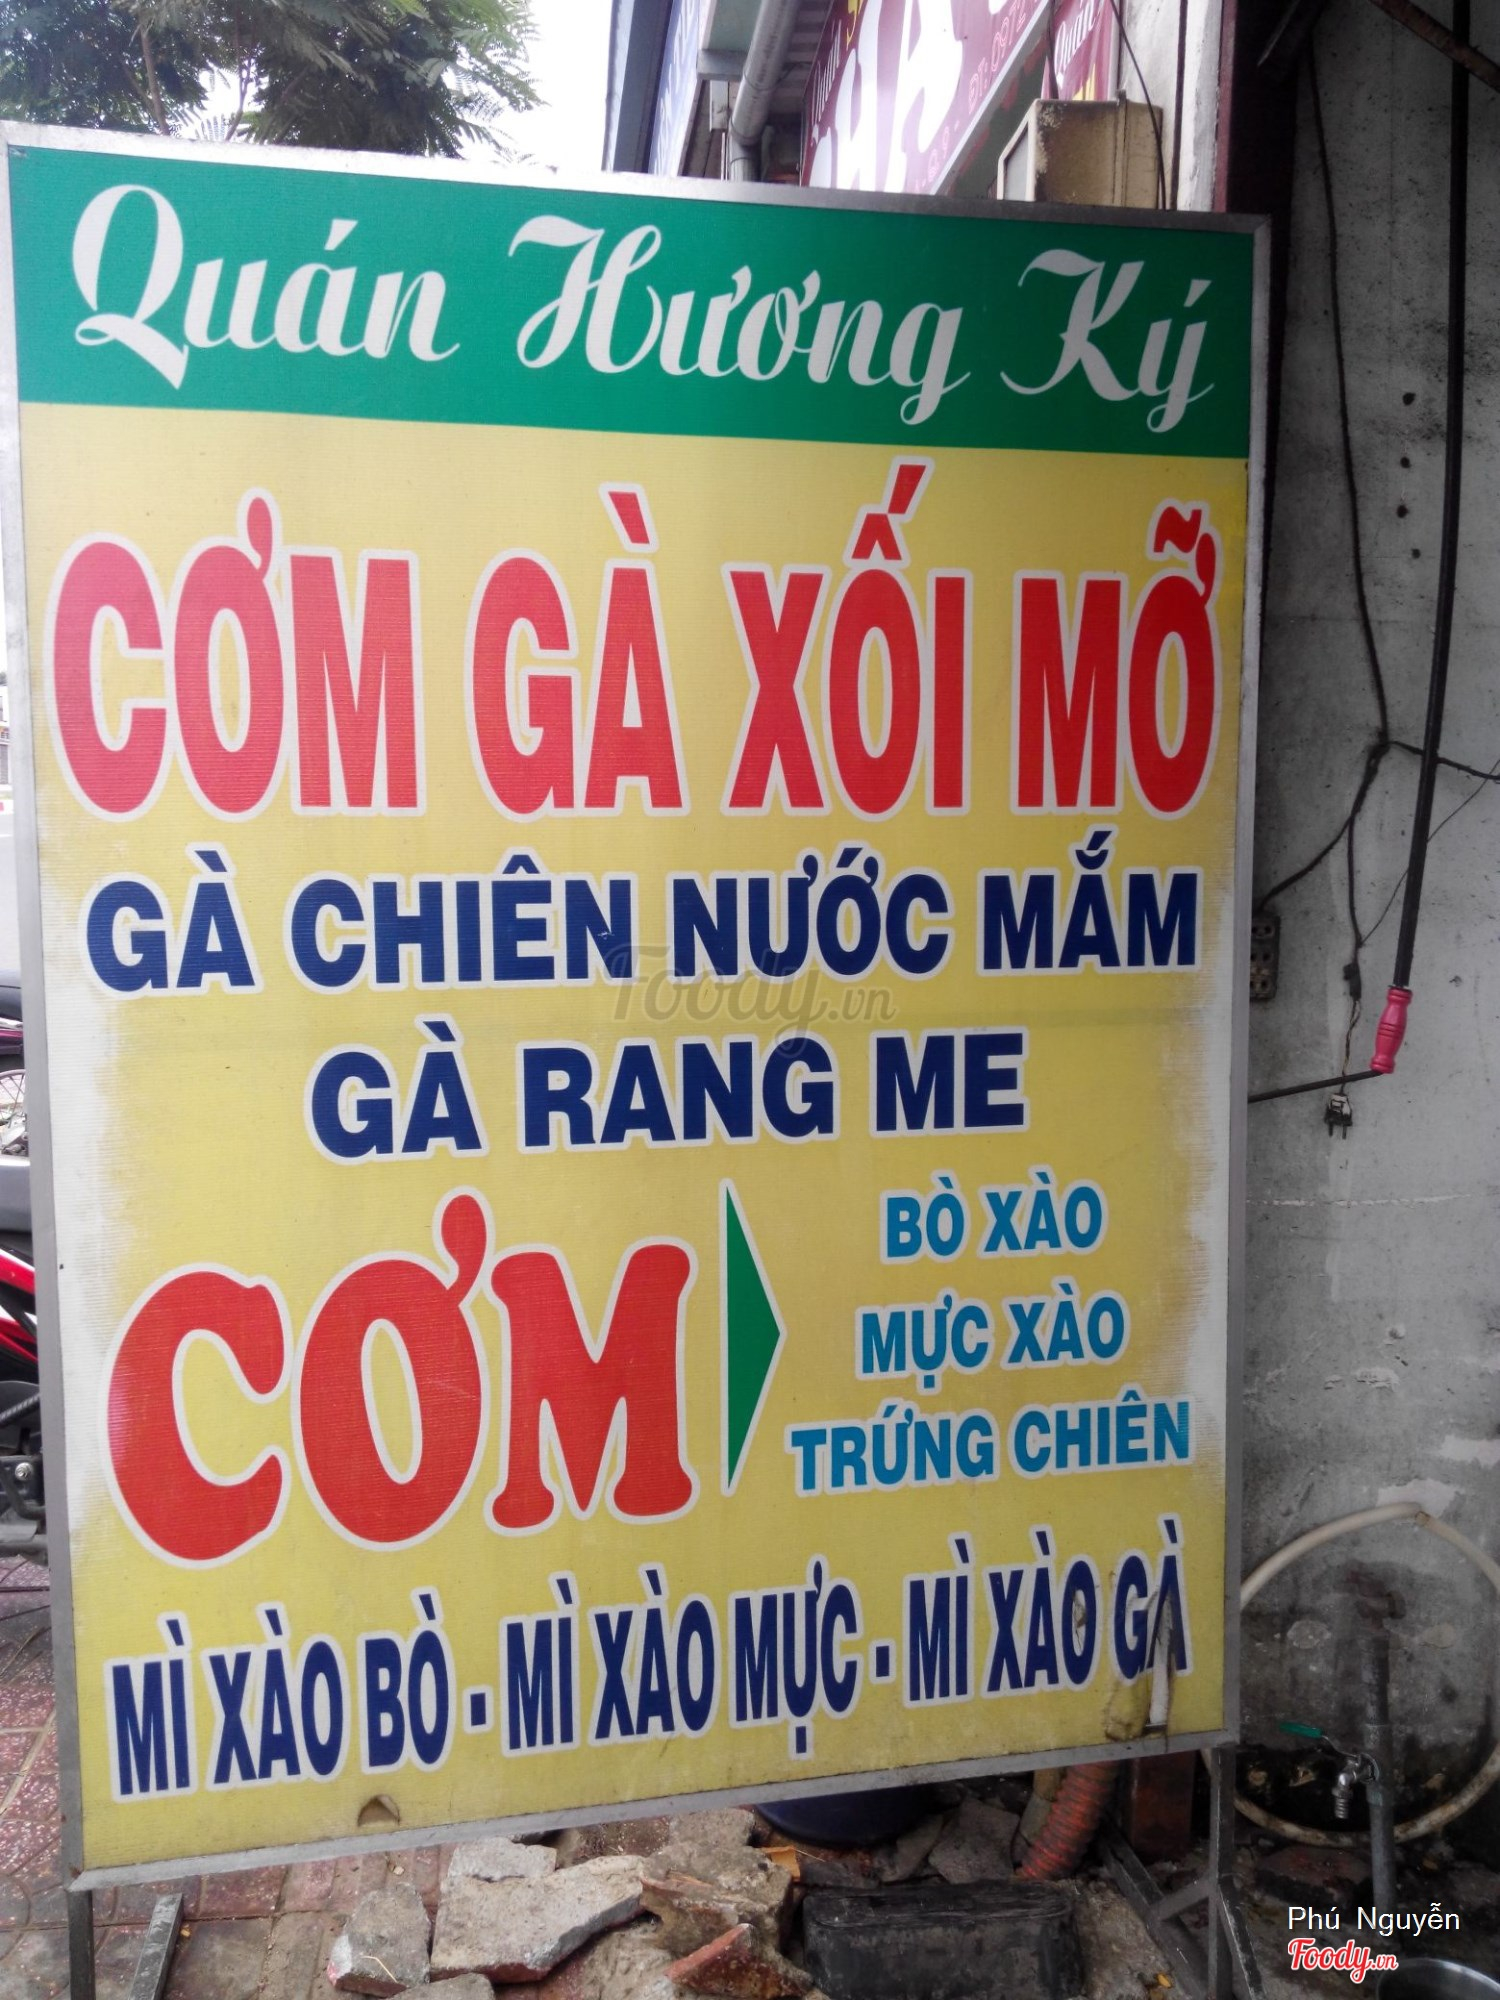 Quán Hương Ký
CƠM GÀ XỐI MỠ
GÀ CHIÊN NƯỚC MẮM
Foody.vn
GÀ RANG ME
CƠM
BÒ XÀO
MỰC XÀO
TRỨNG CHIÊN
MÌ XÀO BÒ - MÌ XÀO MỰC - MÌ XÀO GÀ
Phú Nguyễn
Foody.vn